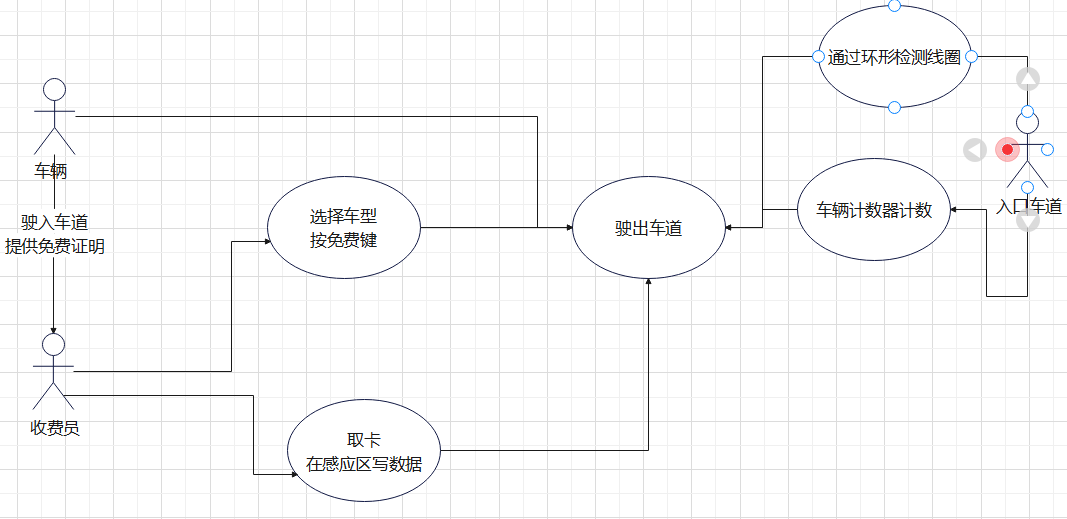 通过环形检测线圈
车辆
选择车型
按免费键
驶入车道
提供免费证明
驶出车道
车辆计数器计数
入口车道
收费员
取卡
在感应区写数据